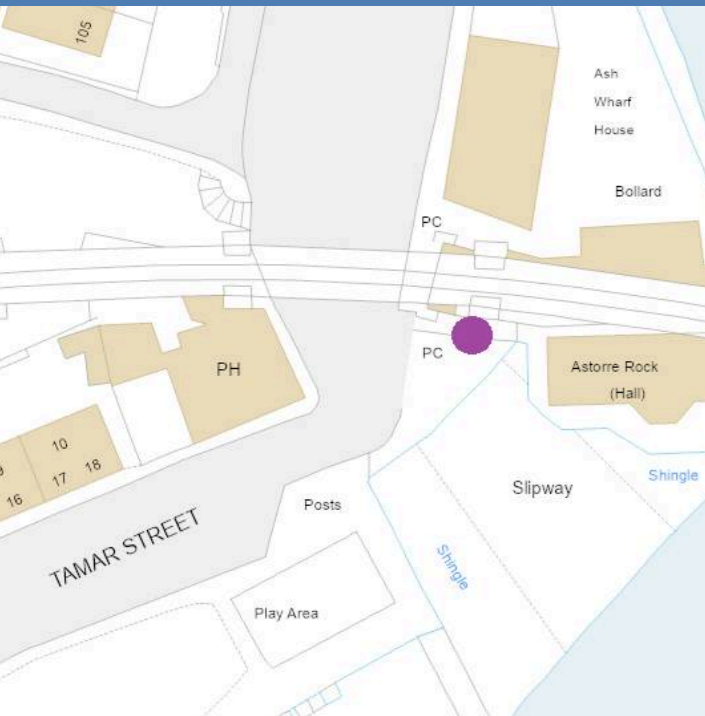 105
Ash
Wharf
House
Bollard
PC
PC
PH
Astorre Rock
(Hall)
10
9
16
17
18
Shingle
Slipway
Posts
TAMAR STREET
Shingle
Play Area